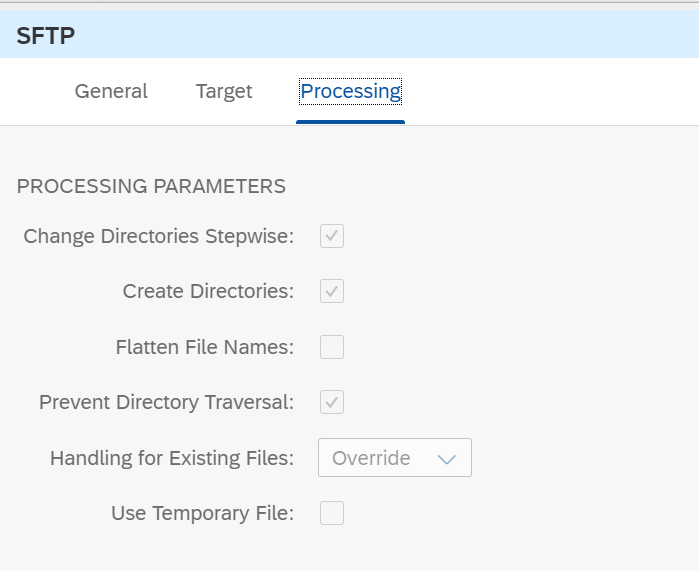 SFTP
General Target Processing
PROCESSING PARAMETERS
Change Directories Stepwise:
Create Directories:
Flatten File Names:
Prevent Directory Traversal:
Handling for Existing Files: Override
Use Temporary File: